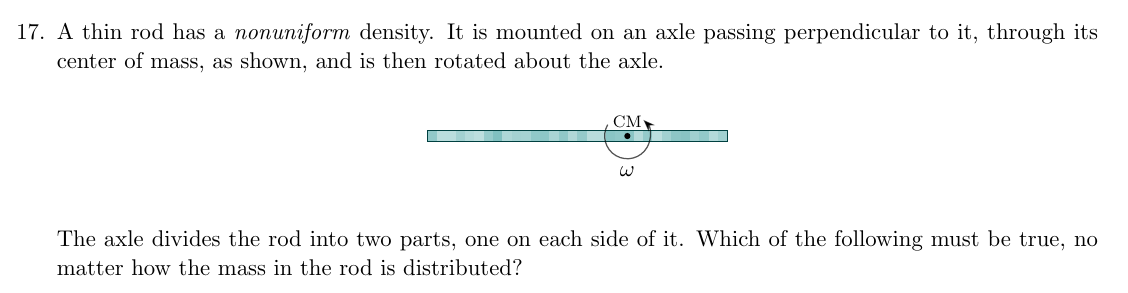 17. A thin rod has a nonuniform density. It is mounted on an axle passing perpendicular to it, through its
center of mass, as shown, and is then rotated about the axle.
CM
ω
The axle divides the rod into two parts, one on each side of it. Which of the following must be true, no
matter how the mass in the rod is distributed?